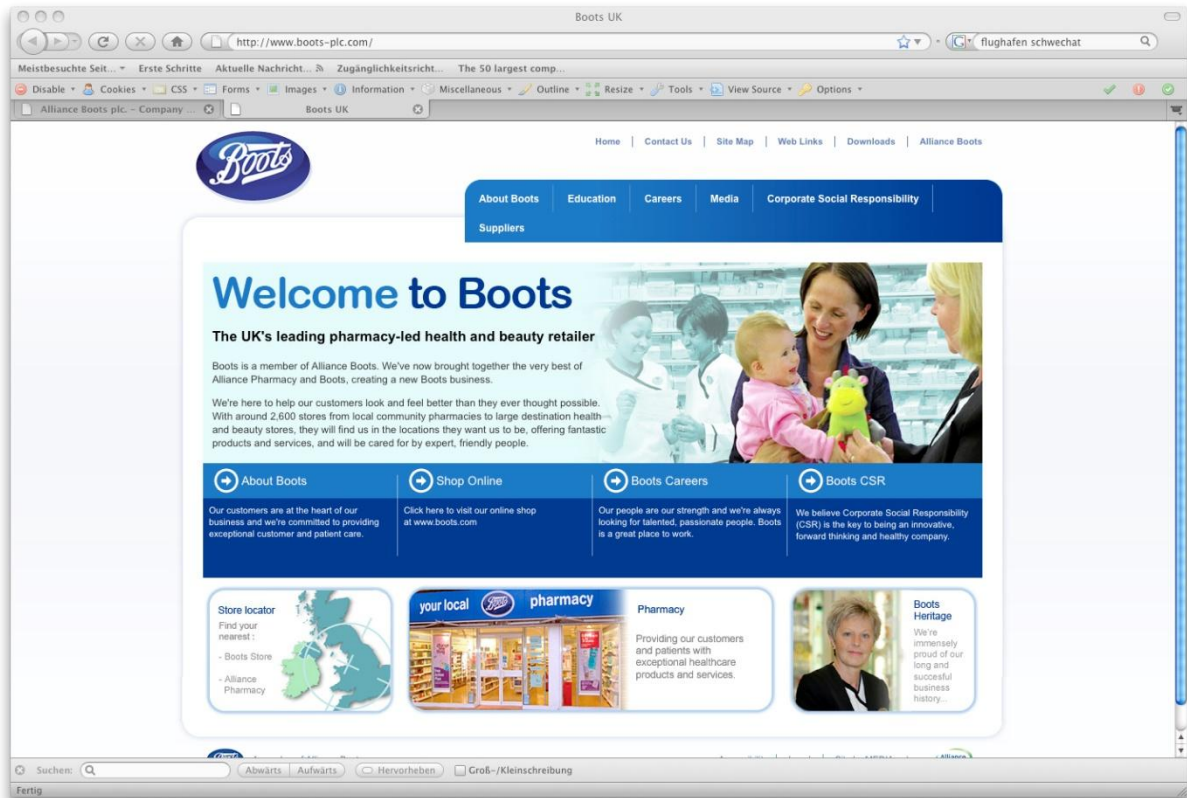 Boots UK
http://www.boots-plc.com/
flughafen schwechat
Meistbesuchte Seit... Erste Schritte Aktuelle Nachricht... Zugänglichkeitsricht... The 50 largest comp...
Disable Cookies CSS Forms Images Information Miscellaneous Outline Resize Tools View Source Options
Alliance Boots plc. - Company ... Boots UK
Boots
Home | Contact Us | Site Map | Web Links | Downloads | Alliance Boots
About Boots Education Careers Media Corporate Social Responsibility
Suppliers
Welcome to Boots
The UK's leading pharmacy-led health and beauty retailer
Boots is a member of Alliance Boots. We've now brought together the very best of
Alliance Pharmacy and Boots, creating a new Boots business.
We're here to help our customers look and feel better than they ever thought possible.
With around 2,600 stores from local community pharmacies to large destination health
and beauty stores, they will find us in the locations they want us to be, offering fantastic
products and services, and will be cared for by expert, friendly people.
About Boots
Our customers are at the heart of our
business and we're committed to providing
exceptional customer and patient care.
Shop Online
Click here to visit our online shop
at www.boots.com
Boots Careers
Our people are our strength and we're always
looking for talented, passionate people. Boots
is a great place to work.
Boots CSR
We believe Corporate Social Responsibility
(CSR) is the key to being an innovative,
forward thinking and healthy company.
Store locator
Find your
nearest :
- Boots Store
- Alliance
Pharmacy
your local Boots pharmacy
Pharmacy
Providing our customers
and patients with
exceptional healthcare
products and services.
Boots
Heritage
We're
immensely
proud of our
long and
succesful
business
history...
Suchen: Abwärts Aufwärts Hervorheben Groß-/Kleinschreibung
Fertig